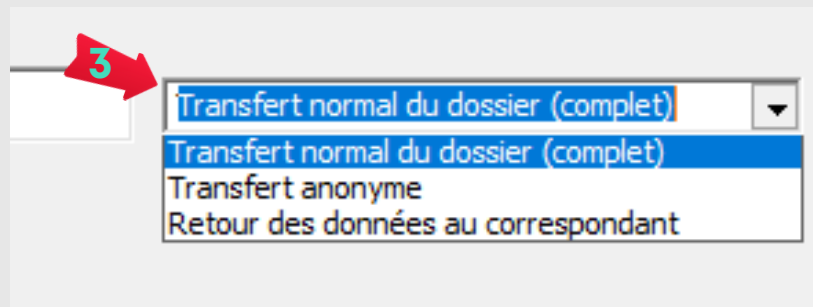 3
Transfert normal du dossier (complet)
Transfert normal du dossier (complet)
Transfert anonyme
Retour des données au correspondant